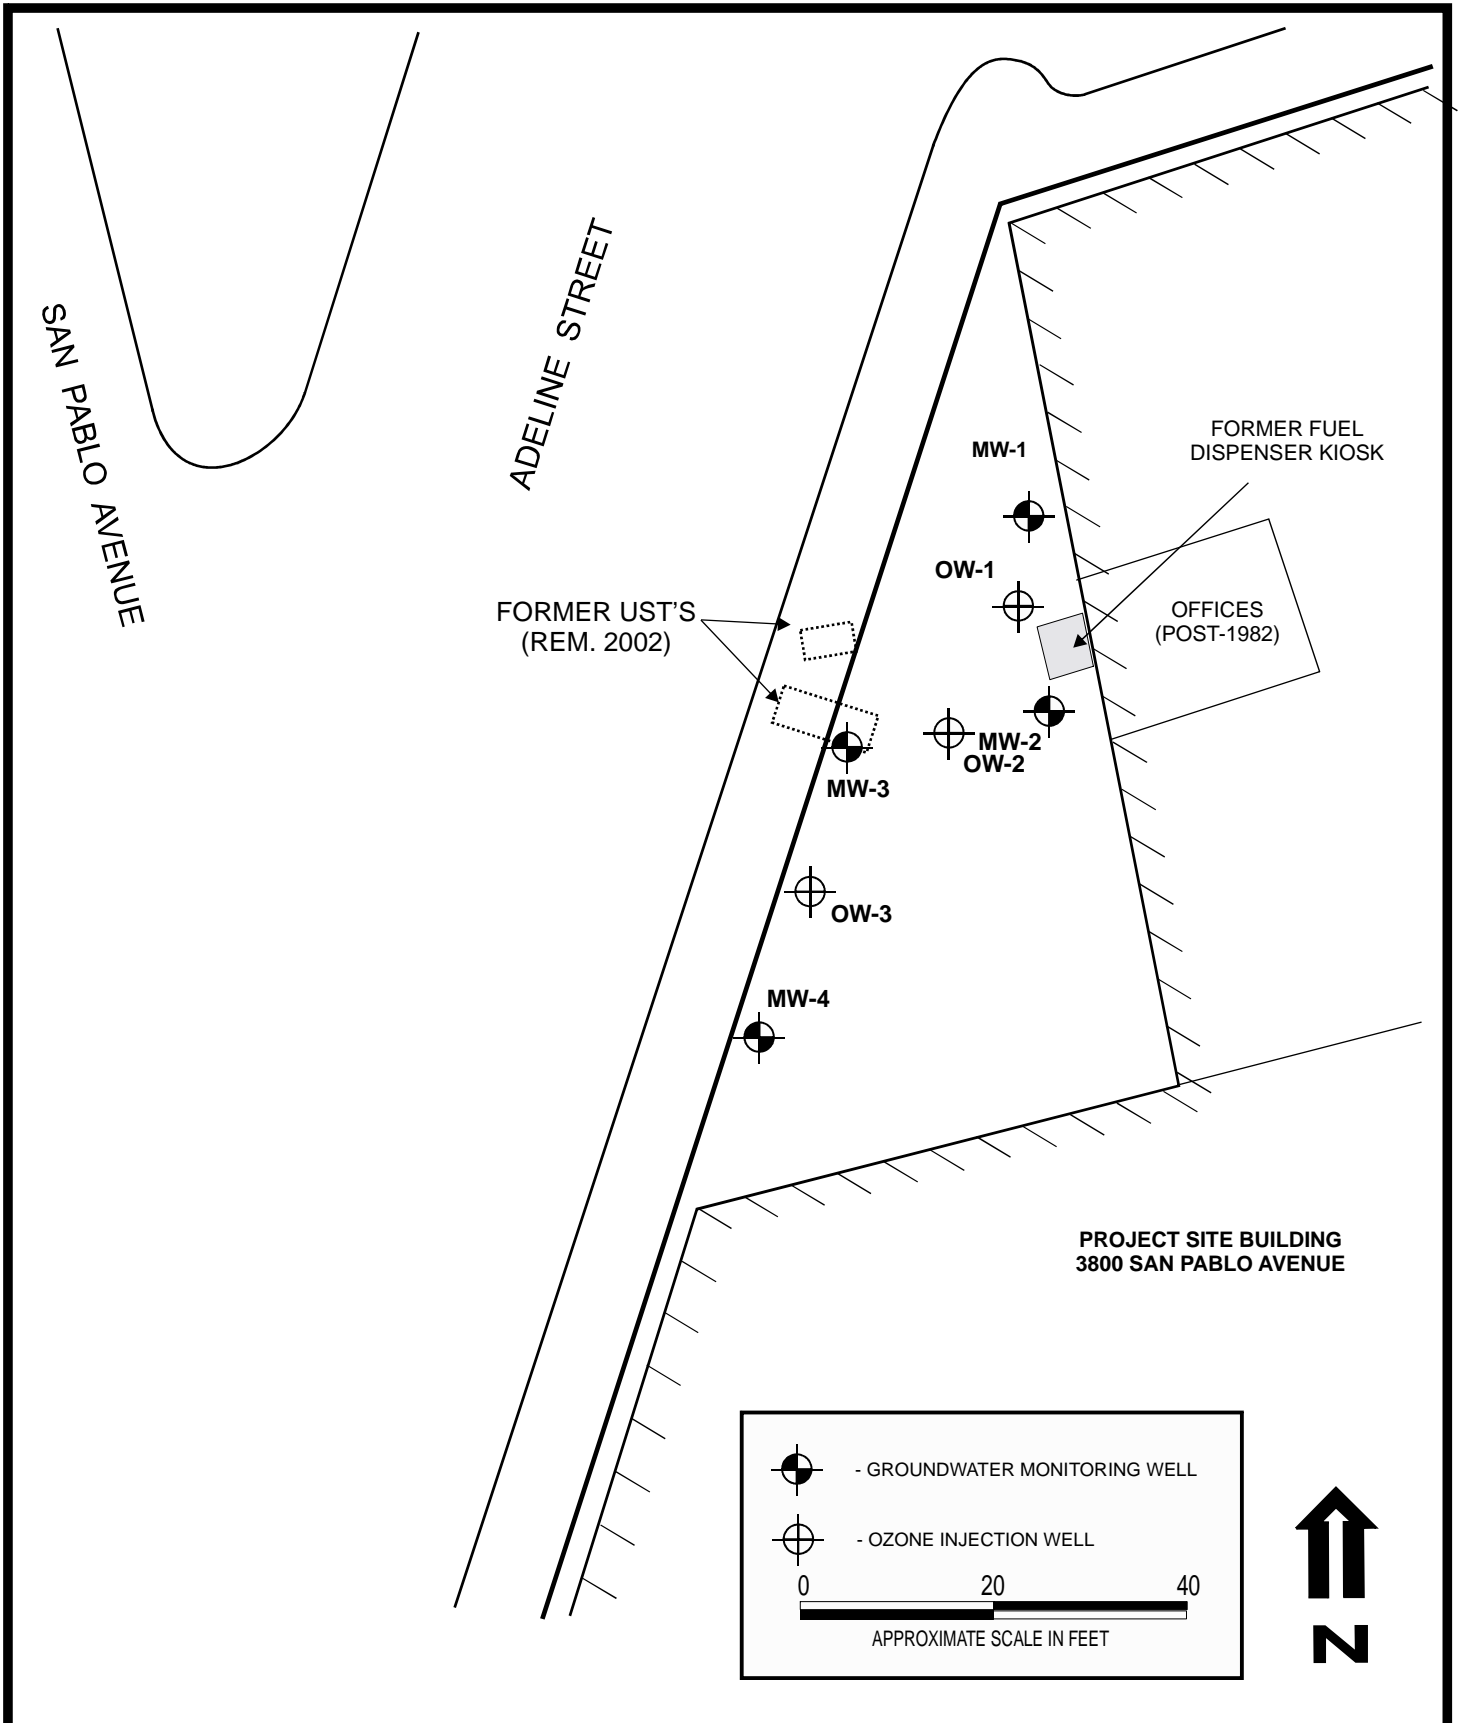 SAN PABLO AVENUE
ADELINE STREET
MW-1
FORMER FUEL
DISPENSER KIOSK
OW-1
OFFICES
(POST-1982)
FORMER UST'S
(REM. 2002)
MW-2
OW-2
MW-3
OW-3
MW-4
PROJECT SITE BUILDING
3800 SAN PABLO AVENUE
- GROUNDWATER MONITORING WELL
- OZONE INJECTION WELL
0 20 40
APPROXIMATE SCALE IN FEET
N